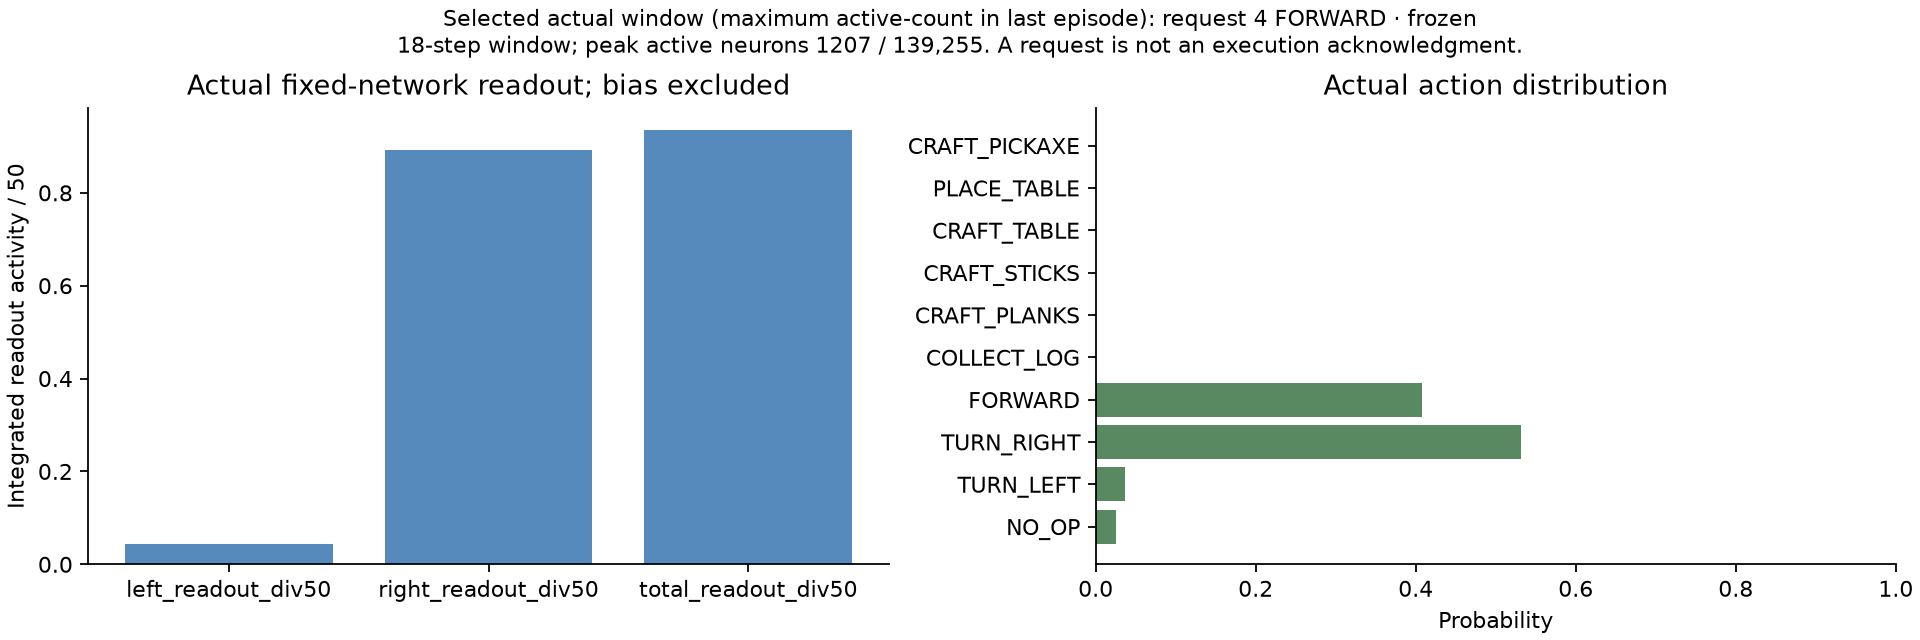 Selected actual window (maximum active-count in last episode): request 4 FORWARD · frozen
18-step window; peak active neurons 1207 / 139,255. A request is not an execution acknowledgment.
Actual fixed-network readout; bias excluded
Integrated readout activity / 50
0.8
0.6
0.4
0.2
0.0
left_readout_div50
right_readout_div50
total_readout_div50
Actual action distribution
CRAFT_PICKAXE
PLACE_TABLE
CRAFT_TABLE
CRAFT_STICKS
CRAFT_PLANKS
COLLECT_LOG
FORWARD
TURN_RIGHT
TURN_LEFT
NO_OP
0.0
0.2
0.4
0.6
0.8
1.0
Probability